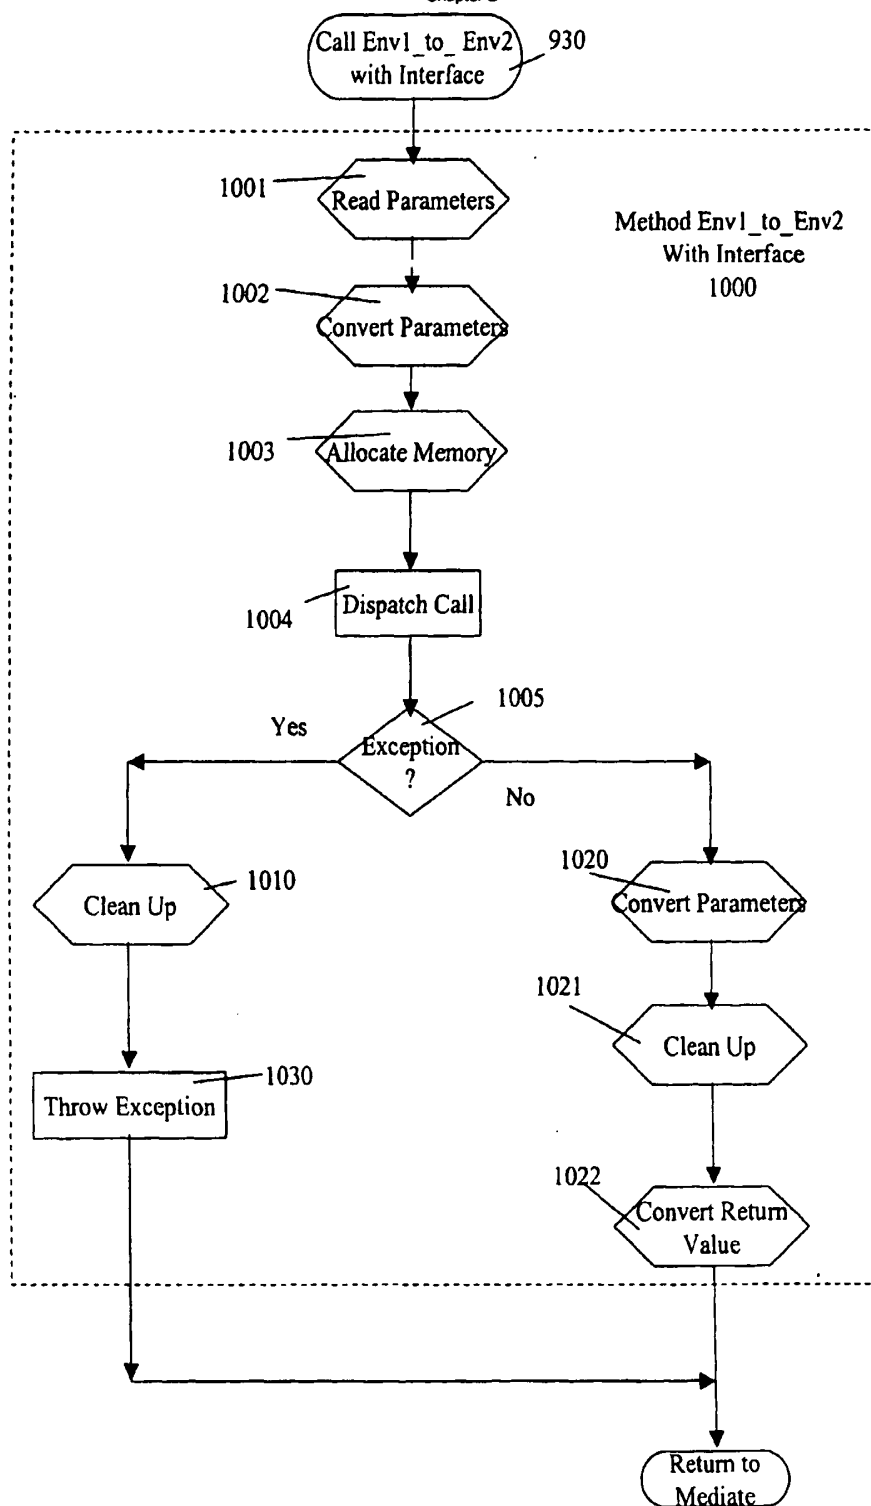 Call Env1_to_ Env2
with Interface
930
1001
Read Parameters
Method Env1_to_Env2
With Interface
1000
1002
Convert Parameters
1003
Allocate Memory
1004
Dispatch Call
1005
Yes
Exception
?
No
1010
Clean Up
1020
Convert Parameters
1021
Clean Up
1030
Throw Exception
1022
Convert Return
Value
Return to
Mediate